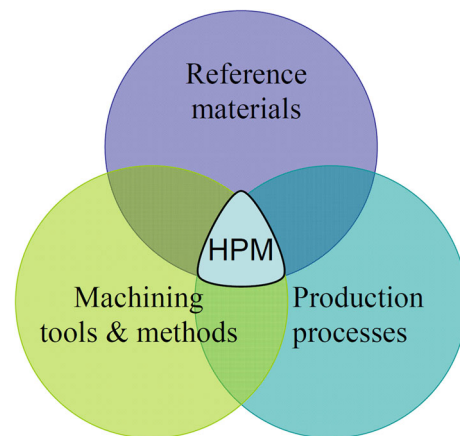 Reference
materials
HPM
Machining
tools & methods
Production
processes